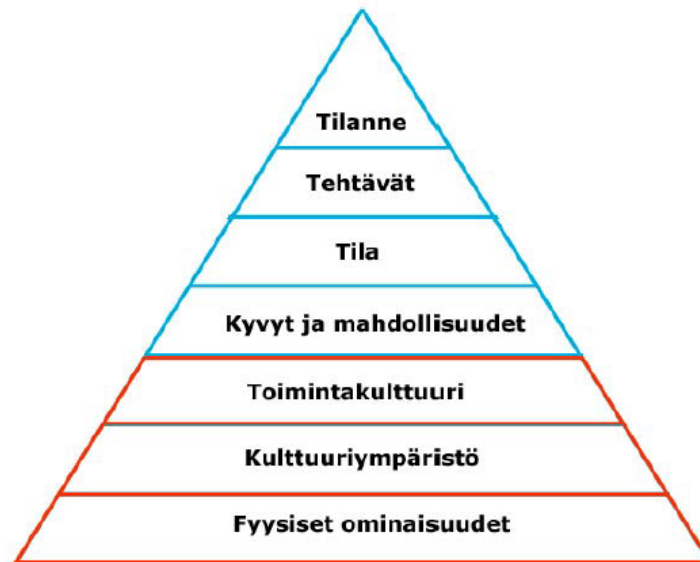 Tilanne
Tehtävät
Tila
Kyvyt ja mahdollisuudet
Toimintakulttuuri
Kulttuuriympäristö
Fyysiset ominaisuudet